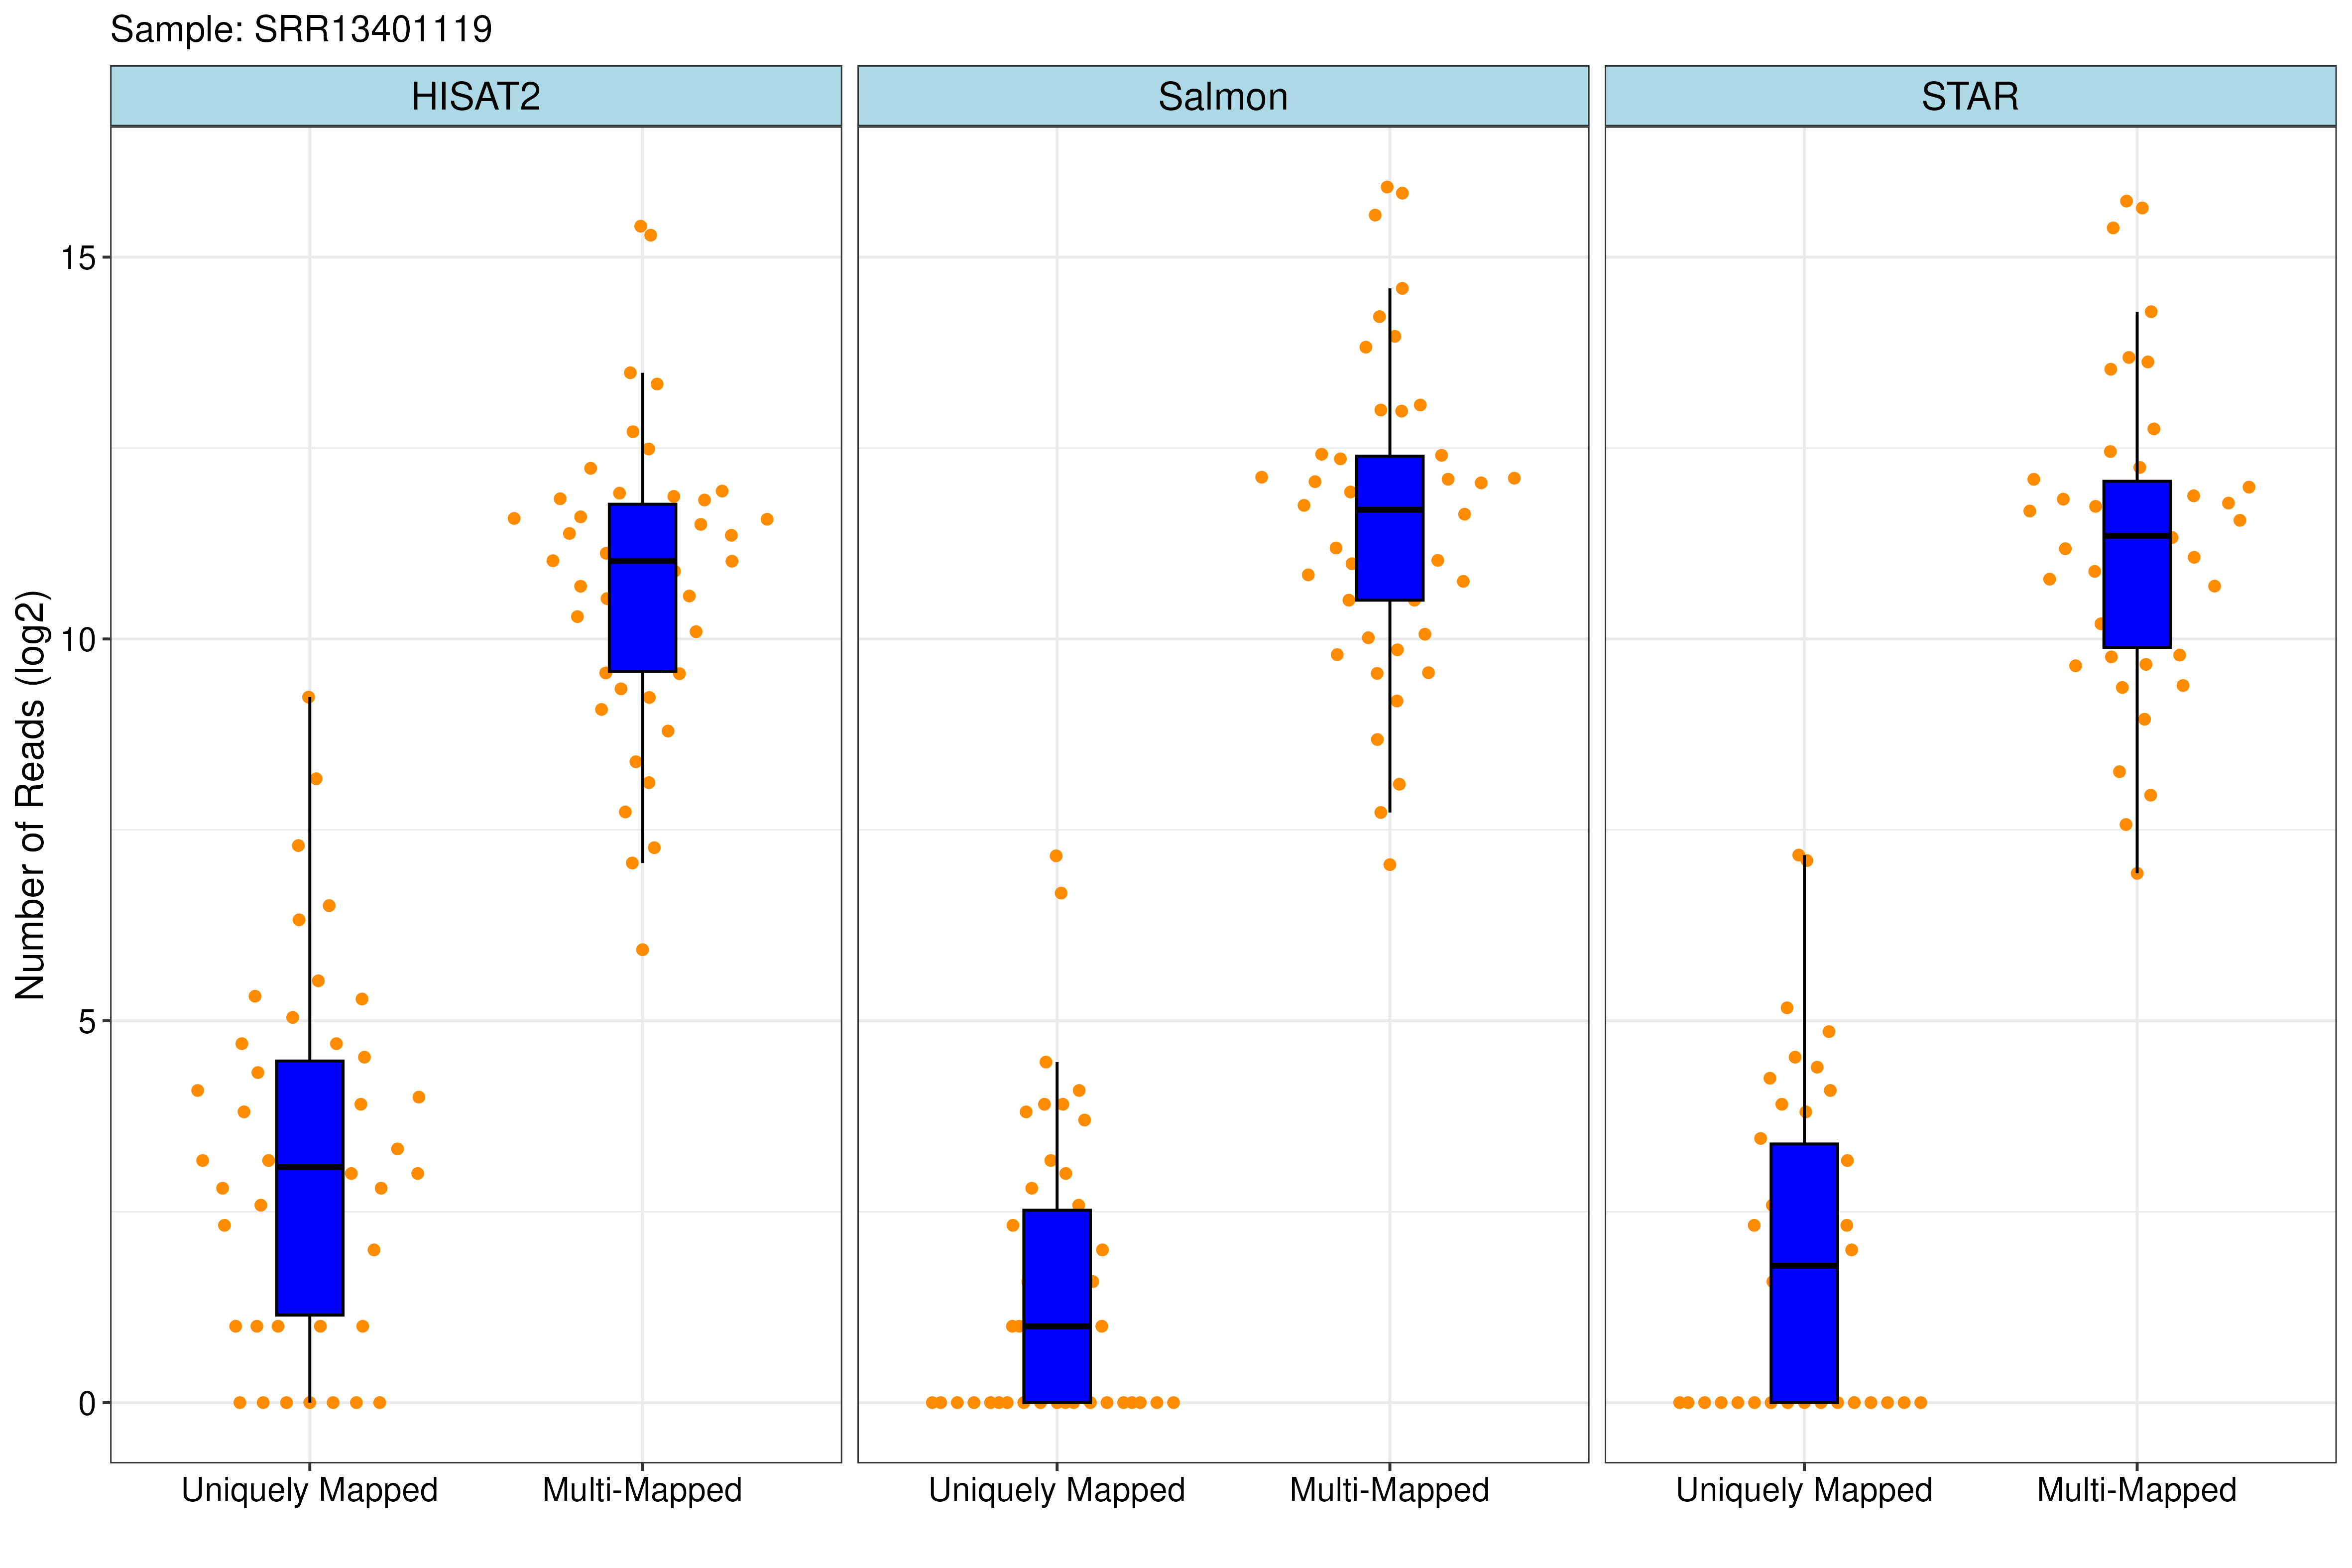 Sample: SRR13401119
HISAT2
Salmon
STAR
Number of Reads (log2)
15
10
5
0
Uniquely Mapped
Multi-Mapped
Uniquely Mapped
Multi-Mapped
Uniquely Mapped
Multi-Mapped